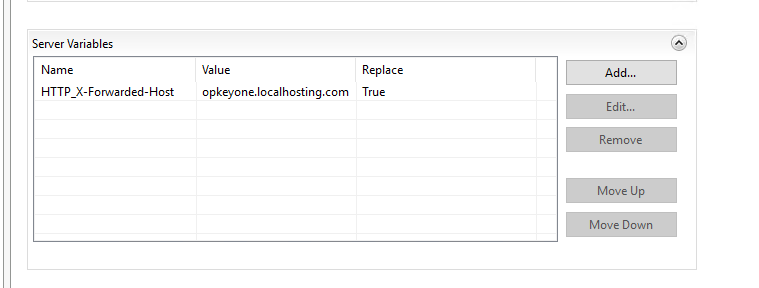 Server Variables
Name Value Replace
HTTP_X-Forwarded-Host opkeyone.localhosting.com True
Add...
Edit...
Remove
Move Up
Move Down